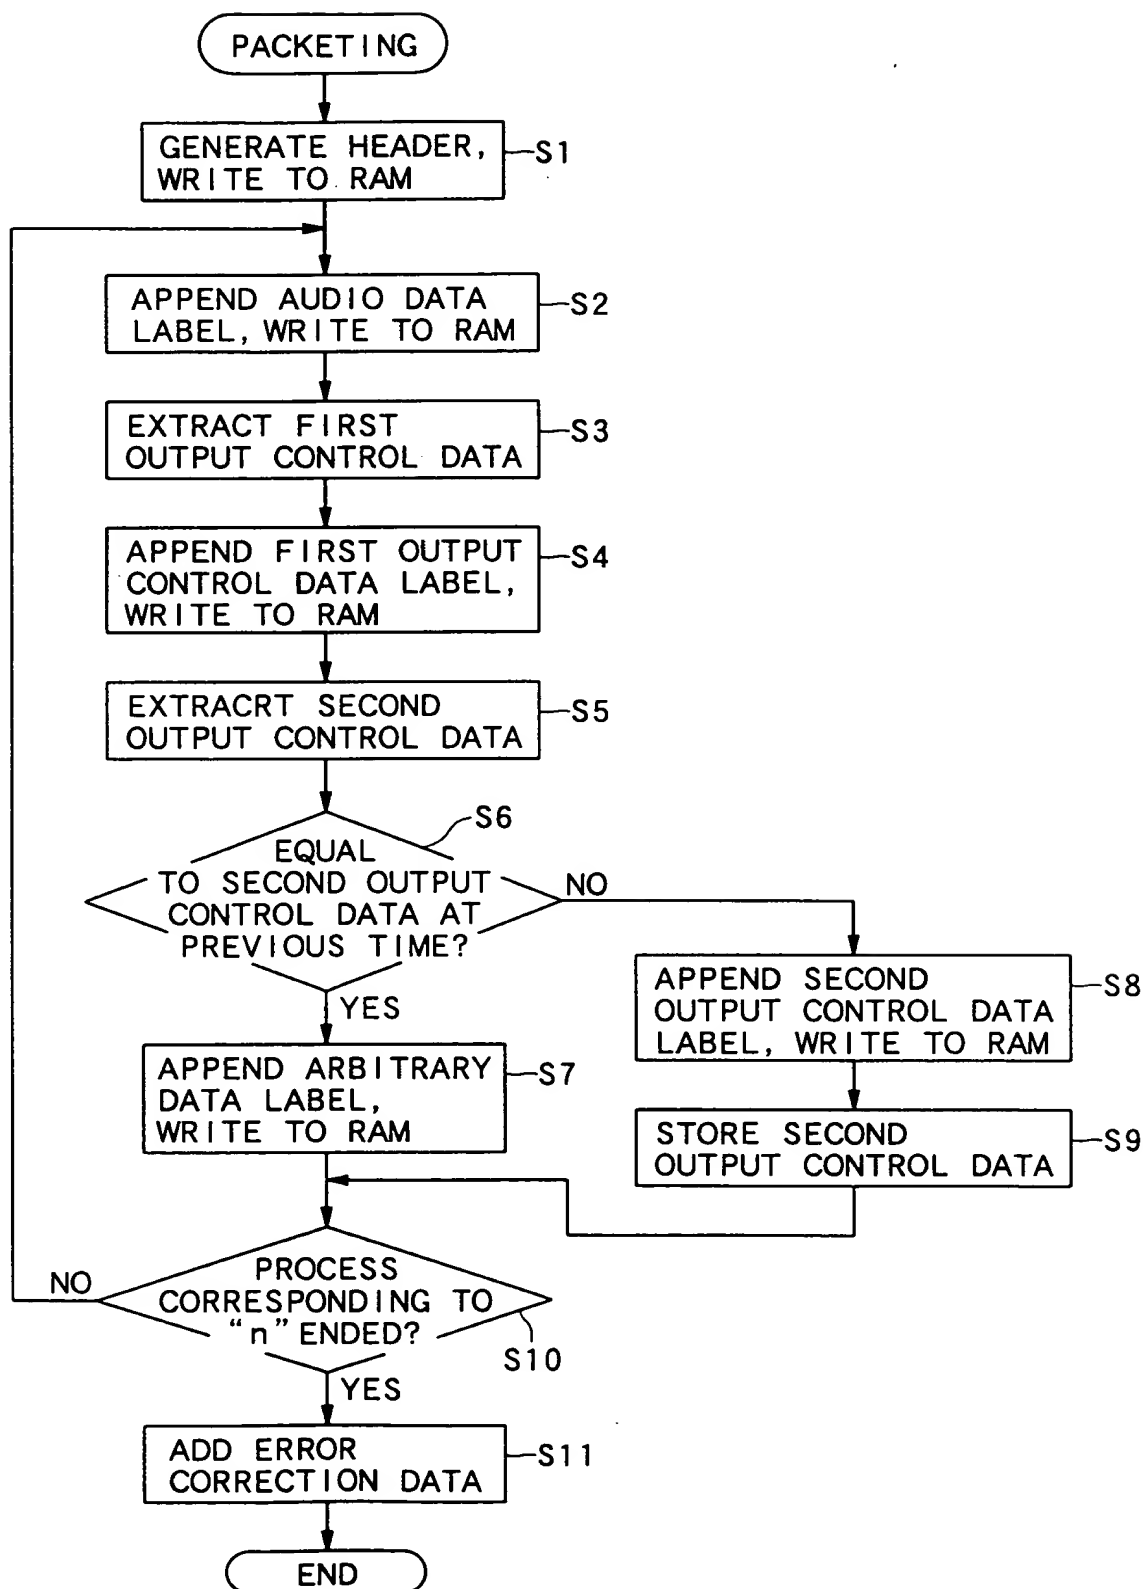 PACKETING
GENERATE HEADER,
WRITE TO RAM
S1
APPEND AUDIO DATA
LABEL, WRITE TO RAM
S2
EXTRACT FIRST
OUTPUT CONTROL DATA
S3
APPEND FIRST OUTPUT
CONTROL DATA LABEL,
WRITE TO RAM
S4
EXTRACRT SECOND
OUTPUT CONTROL DATA
S5
S6
EQUAL
TO SECOND OUTPUT
CONTROL DATA AT
PREVIOUS TIME?
NO
YES
APPEND SECOND
OUTPUT CONTROL DATA
LABEL, WRITE TO RAM
S8
APPEND ARBITRARY
DATA LABEL,
WRITE TO RAM
S7
STORE SECOND
OUTPUT CONTROL DATA
S9
NO
PROCESS
CORRESPONDING TO
“n” ENDED?
S10
YES
ADD ERROR
CORRECTION DATA
S11
END